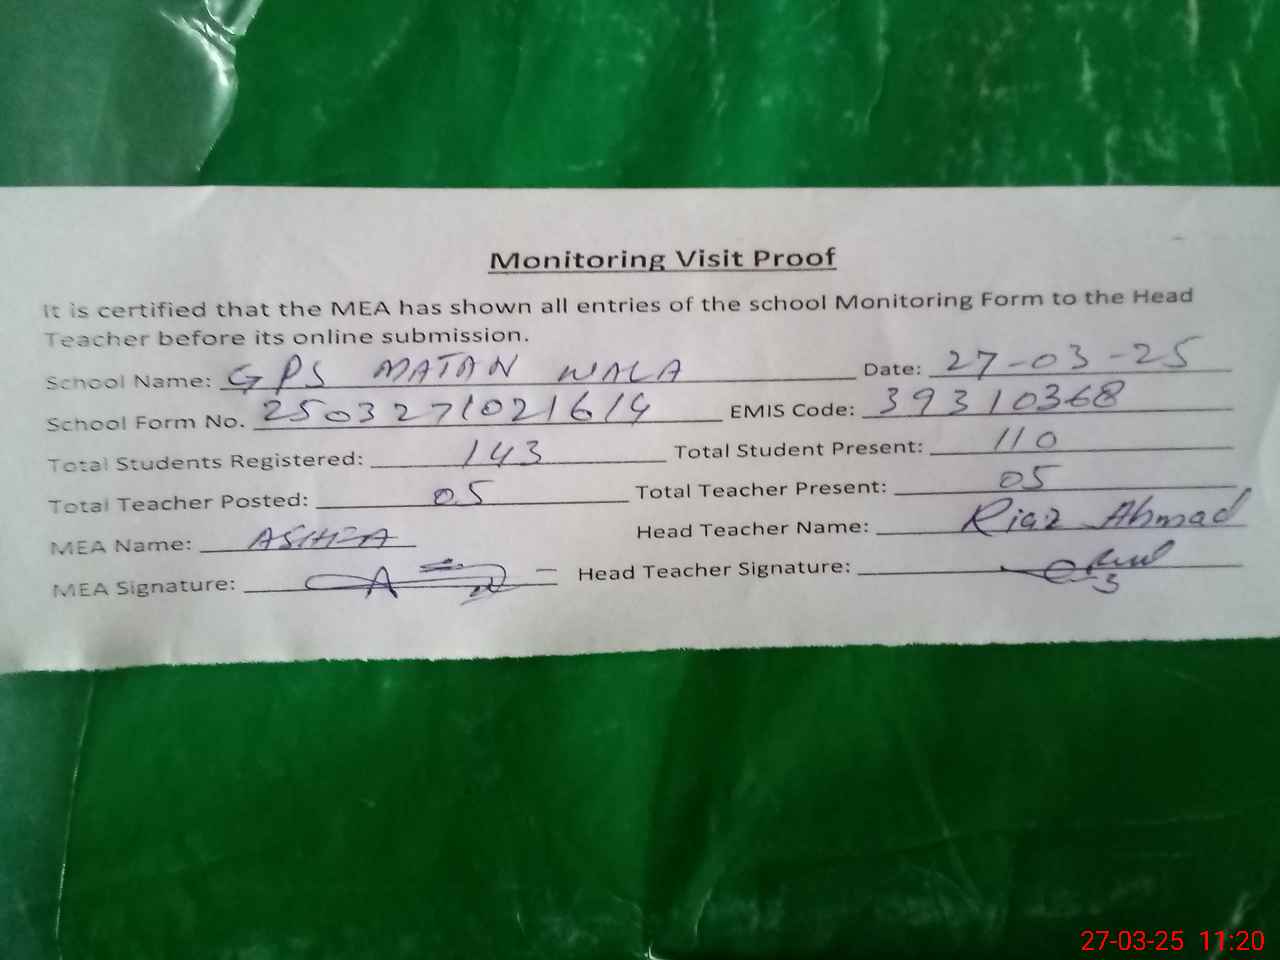 Monitoring Visit Proof
It is certified that the MEA has shown all entries of the school Monitoring Form to the Head
Teacher before its online submission.
School Name: GPS MATAN WALA Date: 27-03-25
School Form No. 25032710216/4 EMIS Code: 39310368
Total Students Registered: 143 Total Student Present: 110
Total Teacher Posted: 05 Total Teacher Present: 05
MEA Name: Head Teacher Name: Riaz Ahmad
MEA Signature: Head Teacher Signature:
27-03-25 11:20